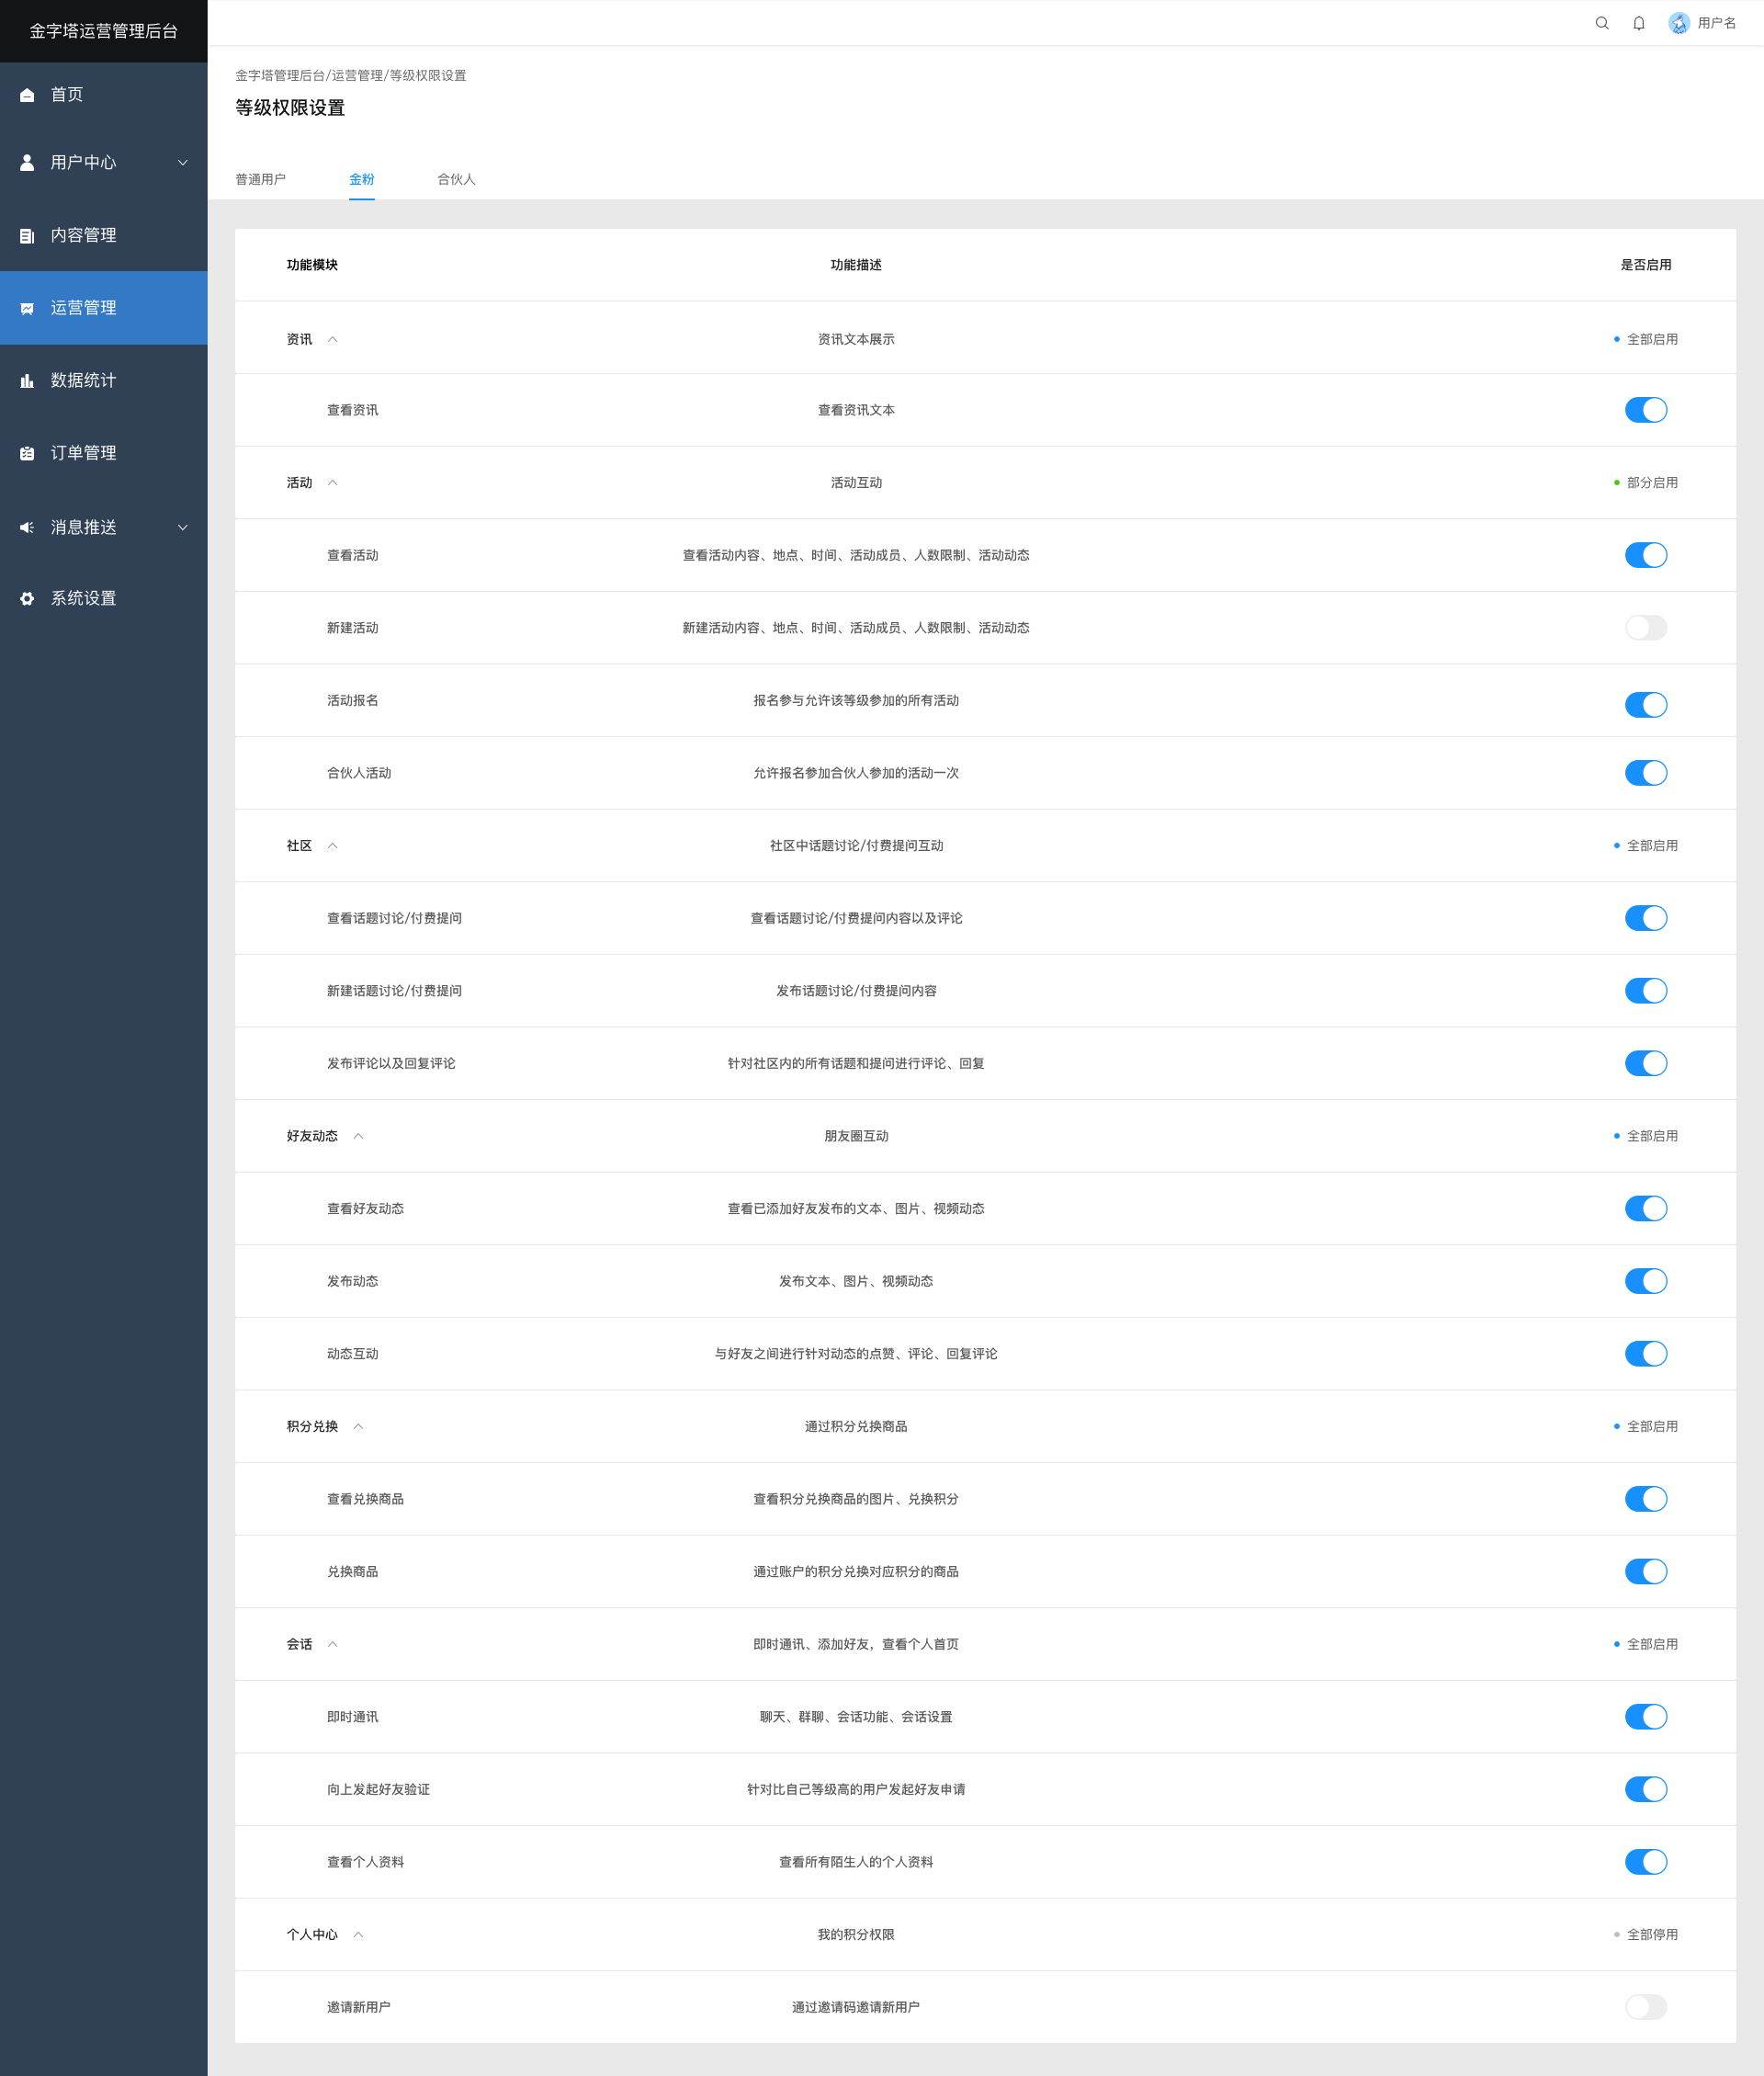 金字塔运营管理后台
用户名
首页
用户中心
内容管理
运营管理
数据统计
订单管理
消息推送
系统设置
金字塔管理后台/运营管理/等级权限设置
等级权限设置
普通用户 金粉 合伙人
功能模块 功能描述 是否启用
资讯 资讯文本展示 全部启用
查看资讯 查看资讯文本
活动 活动互动 部分启用
查看活动 查看活动内容、地点、时间、活动成员、人数限制、活动动态
新建活动 新建活动内容、地点、时间、活动成员、人数限制、活动动态
活动报名 报名参与允许该等级参加的所有活动
合伙人活动 允许报名参加合伙人参加的活动一次
社区 社区中话题讨论/付费提问互动 全部启用
查看话题讨论/付费提问 查看话题讨论/付费提问内容以及评论
新建话题讨论/付费提问 发布话题讨论/付费提问内容
发布评论以及回复评论 针对社区内的所有话题和提问进行评论、回复
好友动态 朋友圈互动 全部启用
查看好友动态 查看已添加好友发布的文本、图片、视频动态
发布动态 发布文本、图片、视频动态
动态互动 与好友之间进行针对动态的点赞、评论、回复评论
积分兑换 通过积分兑换商品 全部启用
查看兑换商品 查看积分兑换商品的图片、兑换积分
兑换商品 通过账户的积分兑换对应积分的商品
会话 即时通讯、添加好友，查看个人首页 全部启用
即时通讯 聊天、群聊、会话功能、会话设置
向上发起好友验证 针对比自己等级高的用户发起好友申请
查看个人资料 查看所有陌生人的个人资料
个人中心 我的积分权限 全部停用
邀请新用户 通过邀请码邀请新用户